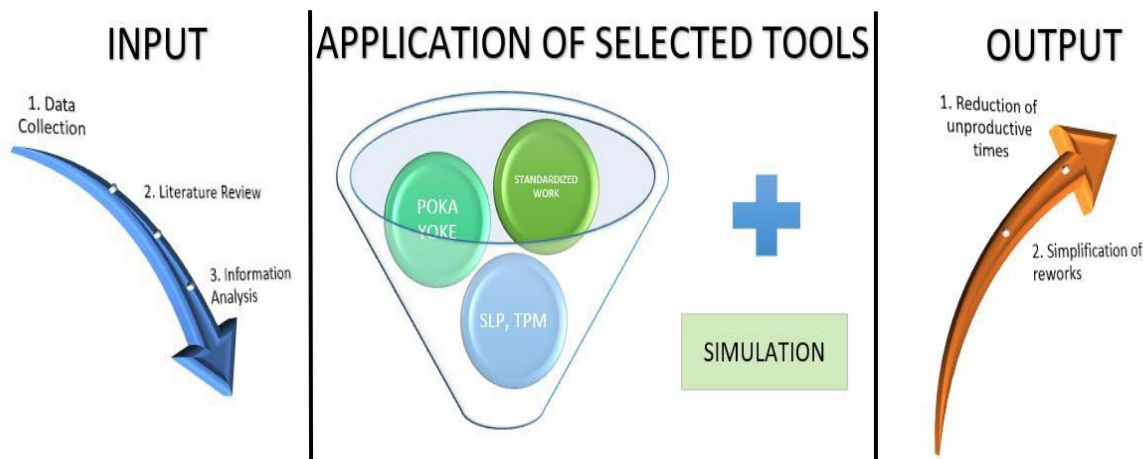 INPUT
1. Data
Collection
2. Literature Review
3. Information
Analysis
APPLICATION OF SELECTED TOOLS
POKA
YOKE
STANDARDIZED
WORK
SLP, TPM
SIMULATION
OUTPUT
1. Reduction of
unproductive
times
2. Simplification of
reworks